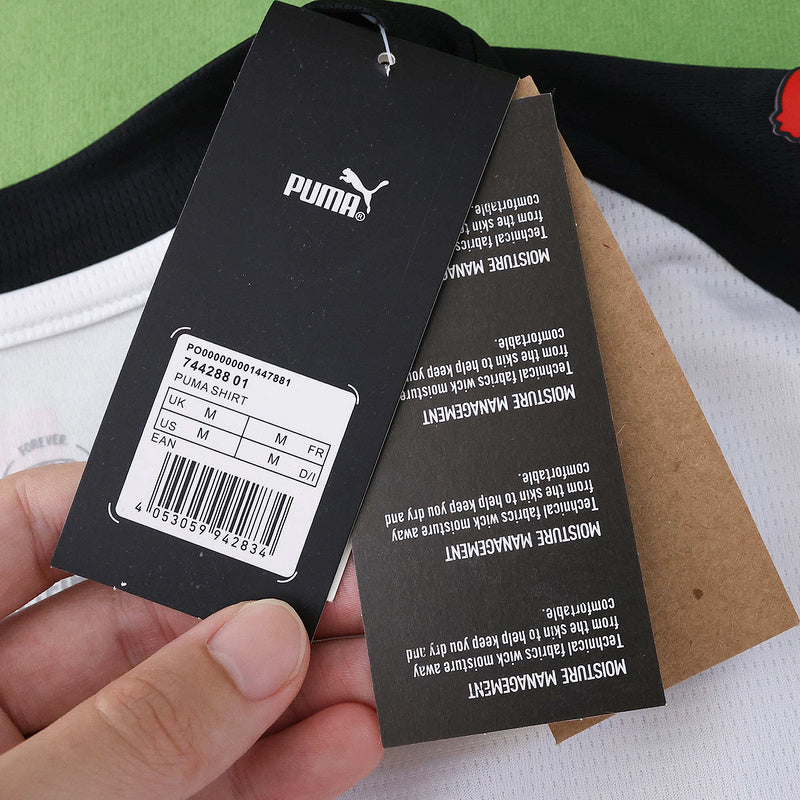 PUMA®
PO000000001447881
744288 01
PUMA SHIRT
UK M M FR
US M M D/I
EAN
4 053059 942834
MOISTURE
Technical fabrics
from the skin to
comfortable.
MOISTURE MANAGEMENT
Technical fabrics wick moisture
from the skin to help keep you dry
comfortable.
MOISTURE MANAGEMENT
Technical fabrics wick moisture away
from the skin to help keep you dry and
comfortable.
MOISTURE MANAGEMENT
Technical fabrics wick moisture away
from the skin to help keep you dry and
comfortable.
FOREVER.